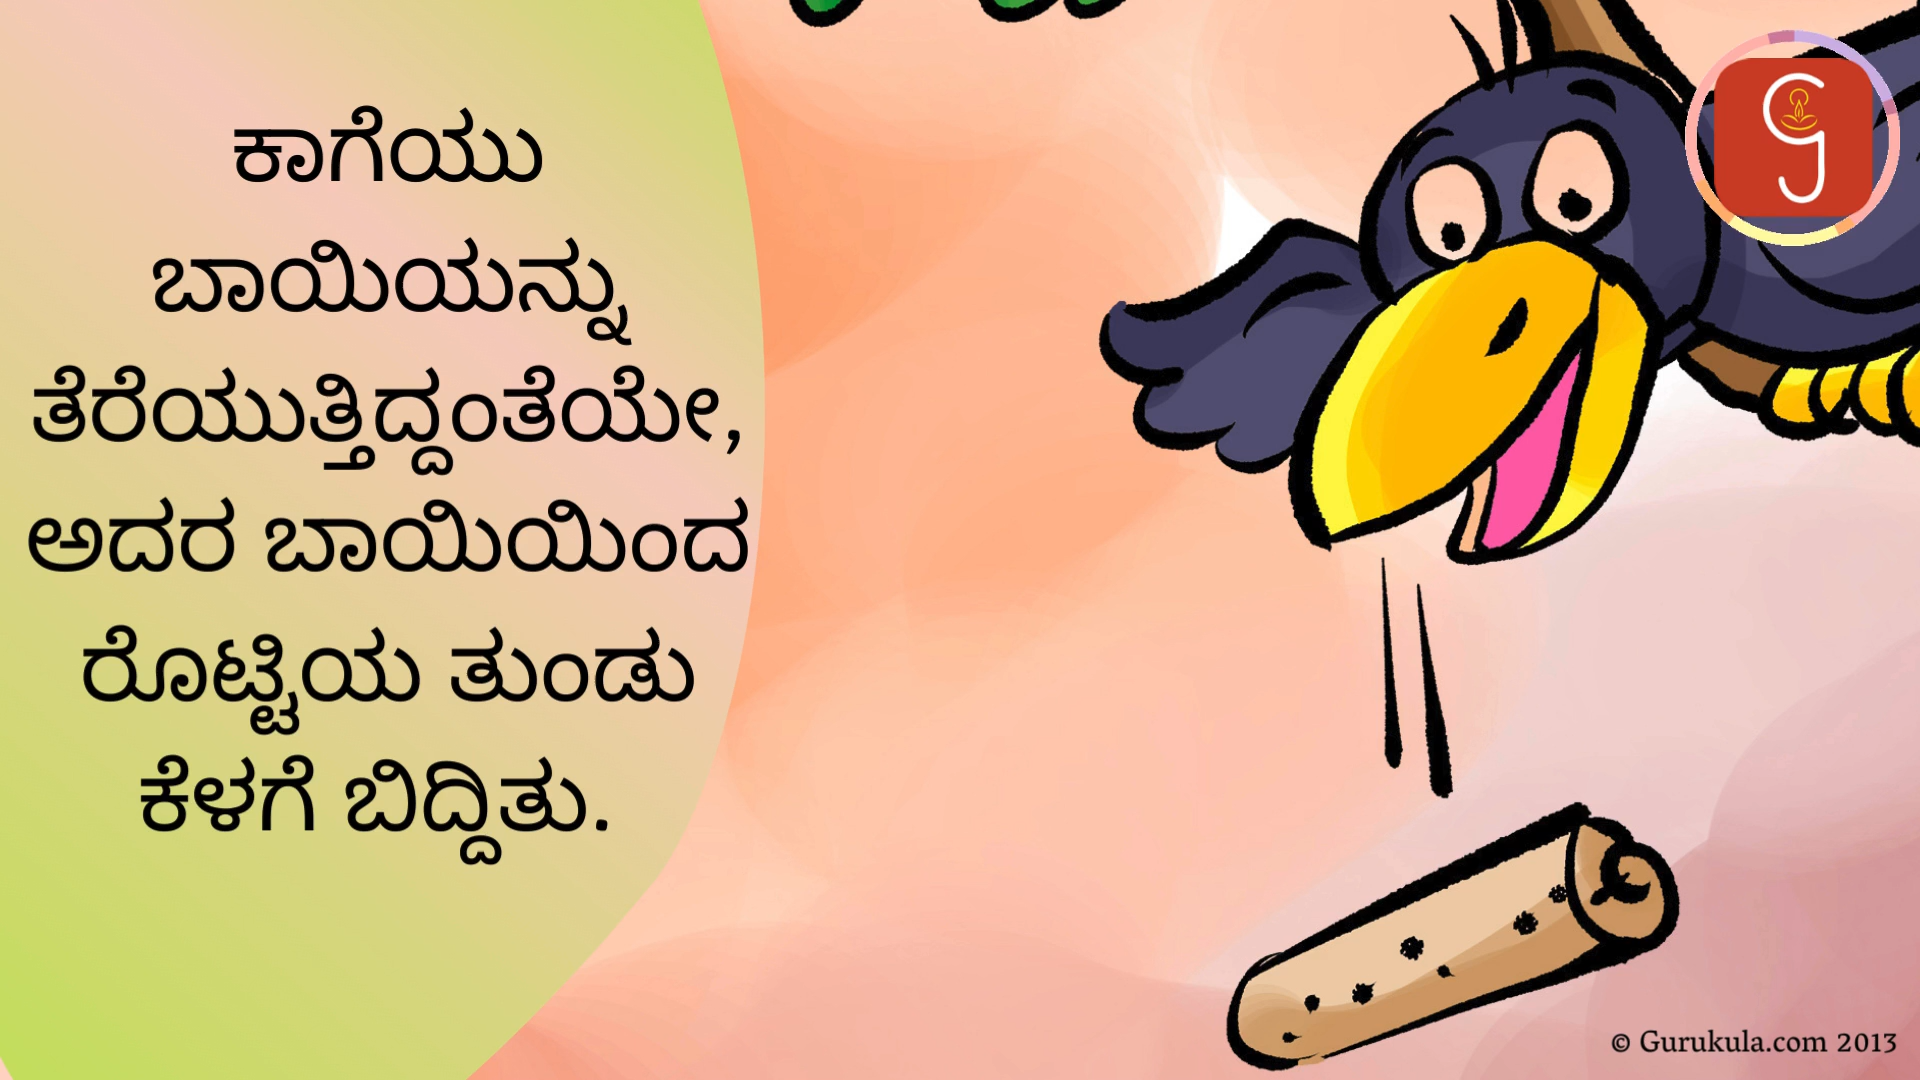 ಕಾಗೆಯು
ಬಾಯಿಯನ್ನು
ತೆರೆಯುತ್ತಿದ್ದಂತೆಯೇ,
ಅದರ ಬಾಯಿಯಿಂದ
ರೊಟ್ಟಿಯ ತುಂಡು
ಕೆಳಗೆ ಬಿದ್ದಿತು.
© Gurukula.com 2013